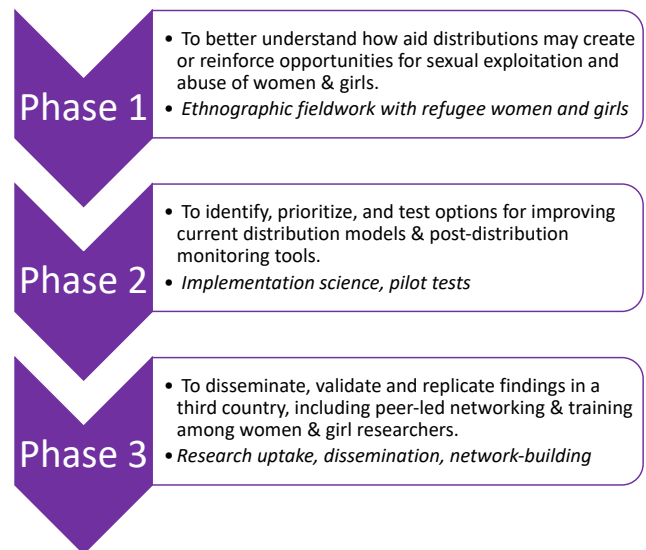 Phase 1
• To better understand how aid distributions may create
or reinforce opportunities for sexual exploitation and
abuse of women & girls.
• Ethnographic fieldwork with refugee women and girls
Phase 2
• To identify, prioritize, and test options for improving
current distribution models & post-distribution
monitoring tools.
• Implementation science, pilot tests
Phase 3
• To disseminate, validate and replicate findings in a
third country, including peer-led networking & training
among women & girl researchers.
• Research uptake, dissemination, network-building